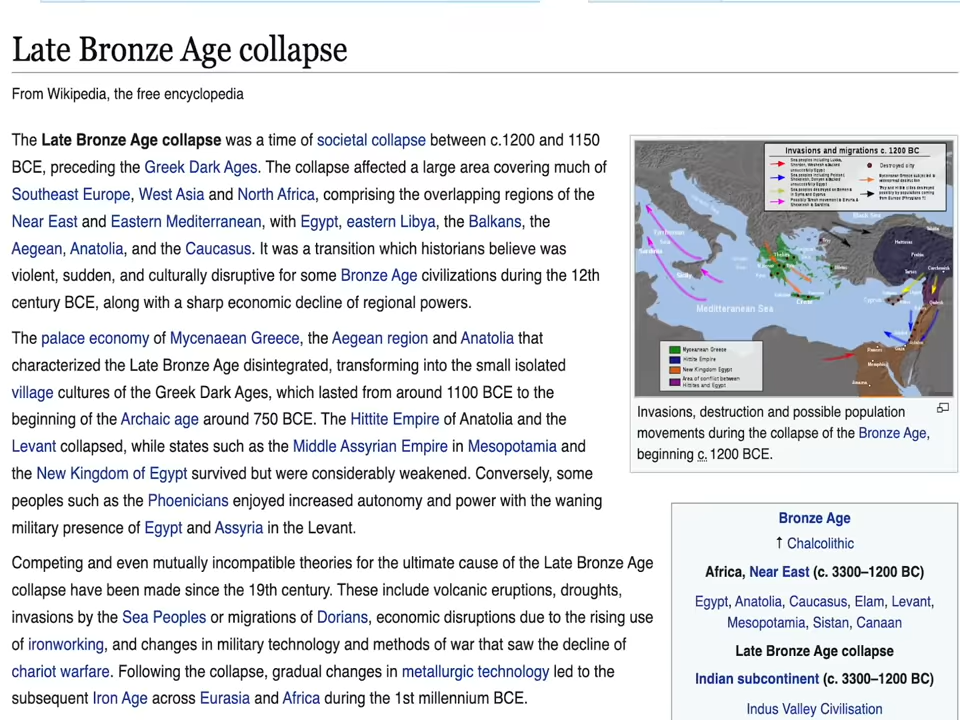 Late Bronze Age collapse
From Wikipedia, the free encyclopedia
The Late Bronze Age collapse was a time of societal collapse between c.1200 and 1150
BCE, preceding the Greek Dark Ages. The collapse affected a large area covering much of
Southeast Europe, West Asia and North Africa, comprising the overlapping regions of the
Near East and Eastern Mediterranean, with Egypt, eastern Libya, the Balkans, the
Aegean, Anatolia, and the Caucasus. It was a transition which historians believe was
violent, sudden, and culturally disruptive for some Bronze Age civilizations during the 12th
century BCE, along with a sharp economic decline of regional powers.
The palace economy of Mycenaean Greece, the Aegean region and Anatolia that
characterized the Late Bronze Age disintegrated, transforming into the small isolated
village cultures of the Greek Dark Ages, which lasted from around 1100 BCE to the
beginning of the Archaic age around 750 BCE. The Hittite Empire of Anatolia and the
Levant collapsed, while states such as the Middle Assyrian Empire in Mesopotamia and
the New Kingdom of Egypt survived but were considerably weakened. Conversely, some
peoples such as the Phoenicians enjoyed increased autonomy and power with the waning
military presence of Egypt and Assyria in the Levant.
Competing and even mutually incompatible theories for the ultimate cause of the Late Bronze Age
collapse have been made since the 19th century. These include volcanic eruptions, droughts,
invasions by the Sea Peoples or migrations of Dorians, economic disruptions due to the rising use
of ironworking, and changes in military technology and methods of war that saw the decline of
chariot warfare. Following the collapse, gradual changes in metallurgic technology led to the
subsequent Iron Age across Eurasia and Africa during the 1st millennium BCE.
Invasions and migrations c. 1200 BC
Destroyed city
Black Sea
Sicily
Cyprus
Mediterranean Sea
Mycenaean Greece
Hittite Empire
New Kingdom Egypt
Area of conflict between
Hittites and Egypt
Memphis
Invasions, destruction and possible population
movements during the collapse of the Bronze Age,
beginning c. 1200 BCE.
Bronze Age
↑ Chalcolithic
Africa, Near East (c. 3300–1200 BC)
Egypt, Anatolia, Caucasus, Elam, Levant,
Mesopotamia, Sistan, Canaan
Late Bronze Age collapse
Indian subcontinent (c. 3300–1200 BC)
Indus Valley Civilisation